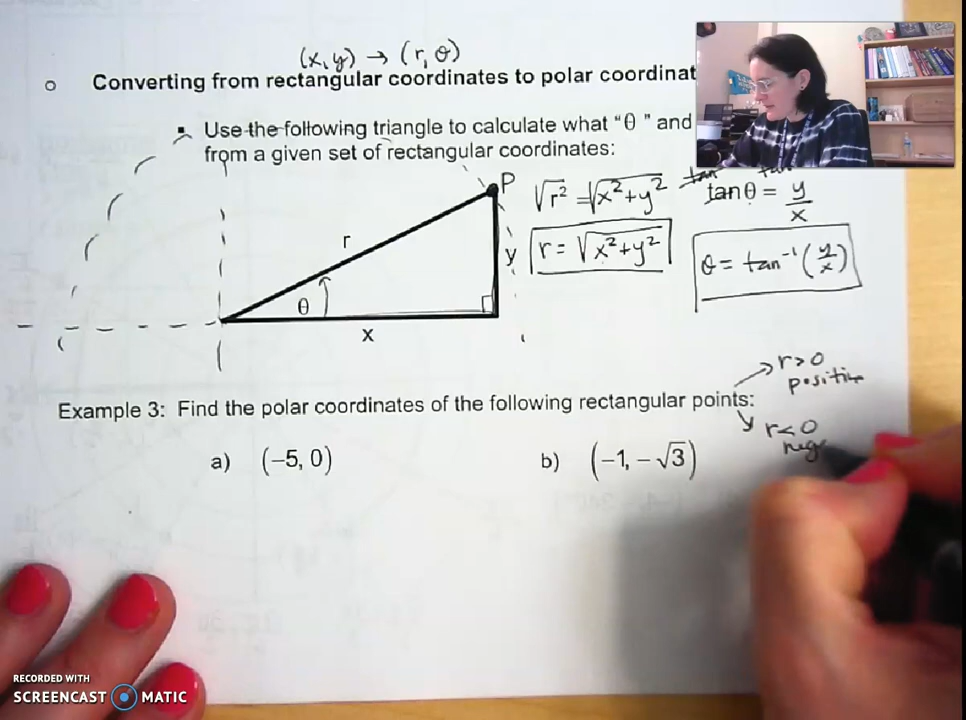 (x,y) → (r,θ)
o Converting from rectangular coordinates to polar coordinat
▪ Use the following triangle to calculate what “θ ” and
from a given set of rectangular coordinates:
P
r
θ
y
x
√r² = √x²+y²
r = √x²+y²
tan
tanθ = y/x
θ = tan⁻¹(y/x)
r>0
positive
Example 3: Find the polar coordinates of the following rectangular points:
r<0
neg
a) (−5, 0)
b) (−1, −√3)
RECORDED WITH
SCREENCAST MATIC